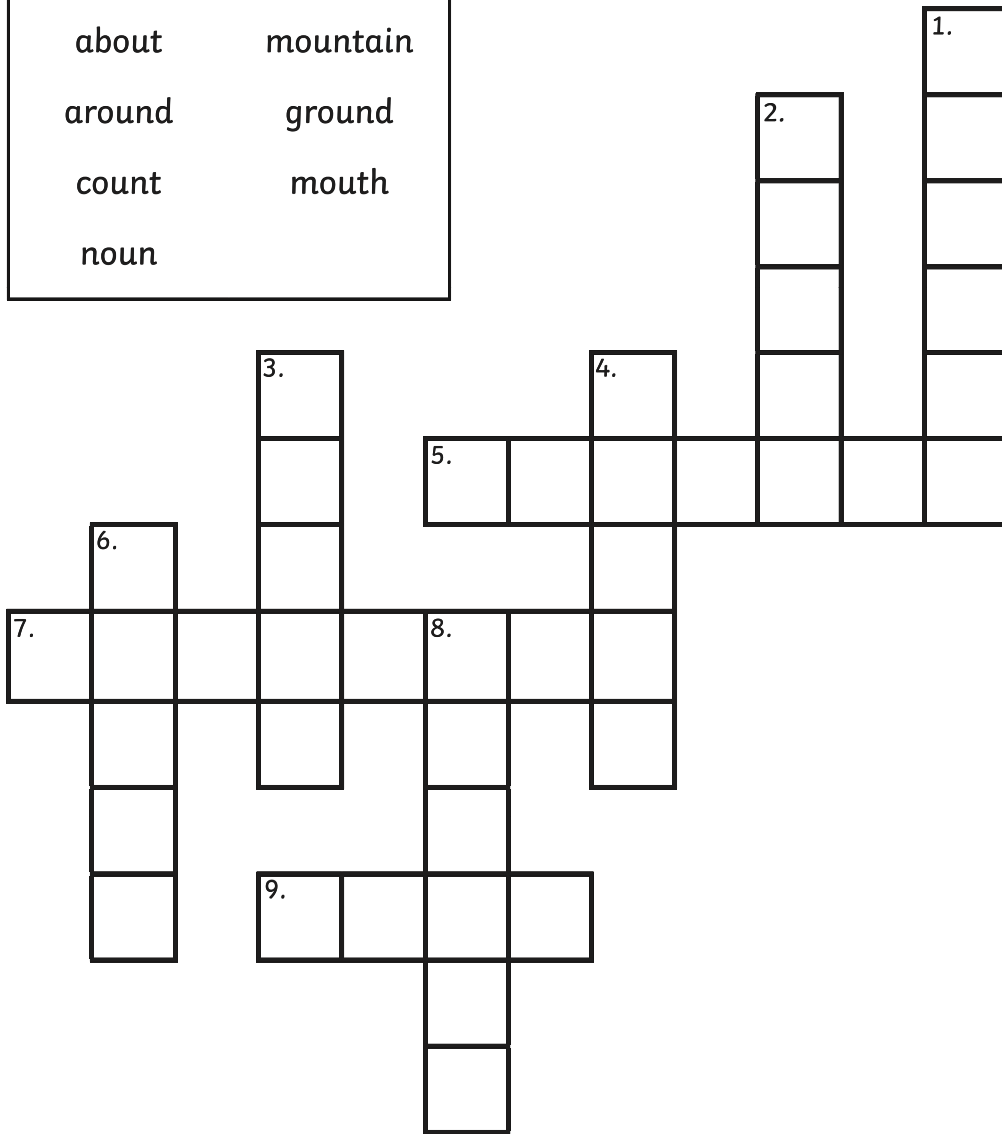 about mountain
around ground
count mouth
noun
1.
2.
3.
4.
5.
6.
7.
8.
9.